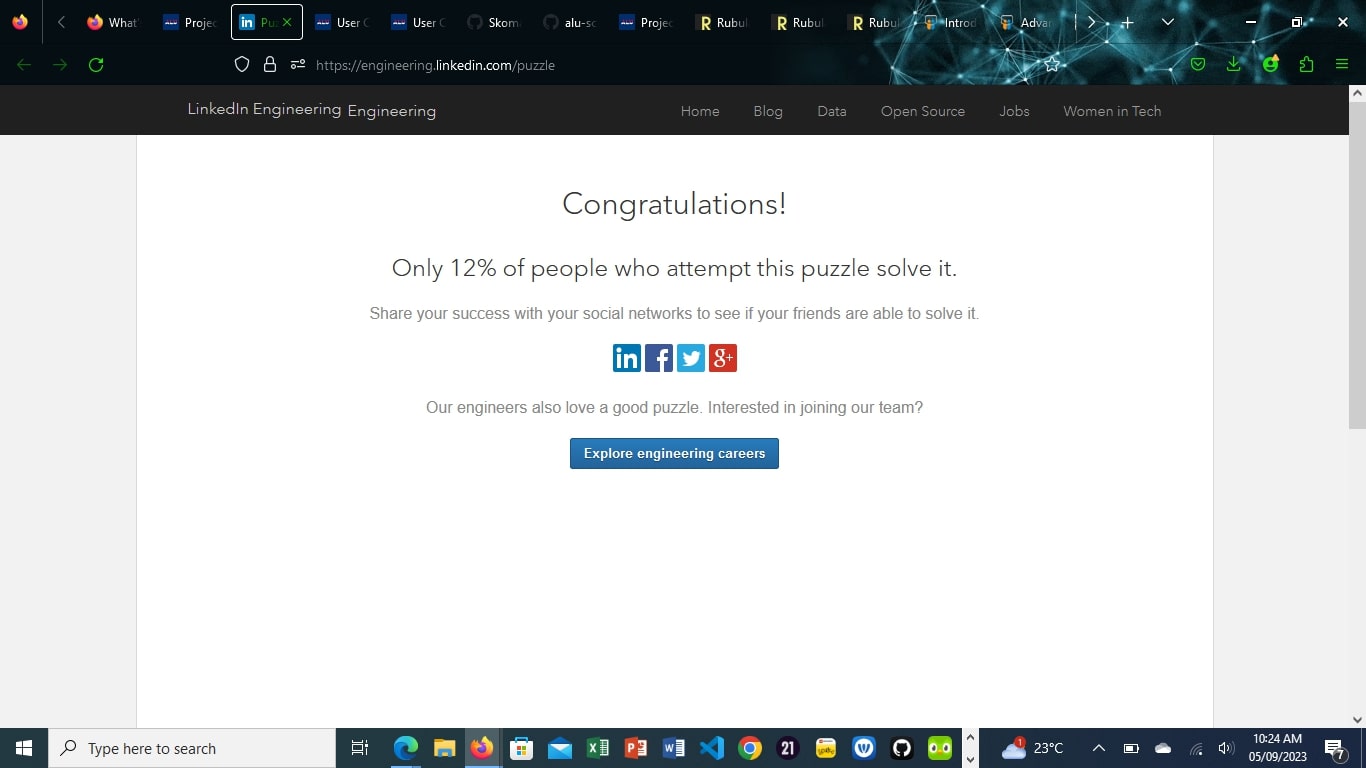 What'
Projec
Puz
User C
User C
Skom
alu-sc
Projec
Rubul
Rubul
Rubul
Introd
Advan
https://engineering.linkedin.com/puzzle
LinkedIn Engineering Engineering
Home Blog Data Open Source Jobs Women in Tech
Congratulations!
Only 12% of people who attempt this puzzle solve it.
Share your success with your social networks to see if your friends are able to solve it.
in f g+
Our engineers also love a good puzzle. Interested in joining our team?
Explore engineering careers
Type here to search
21
1
23°C
10:24 AM
05/09/2023
7